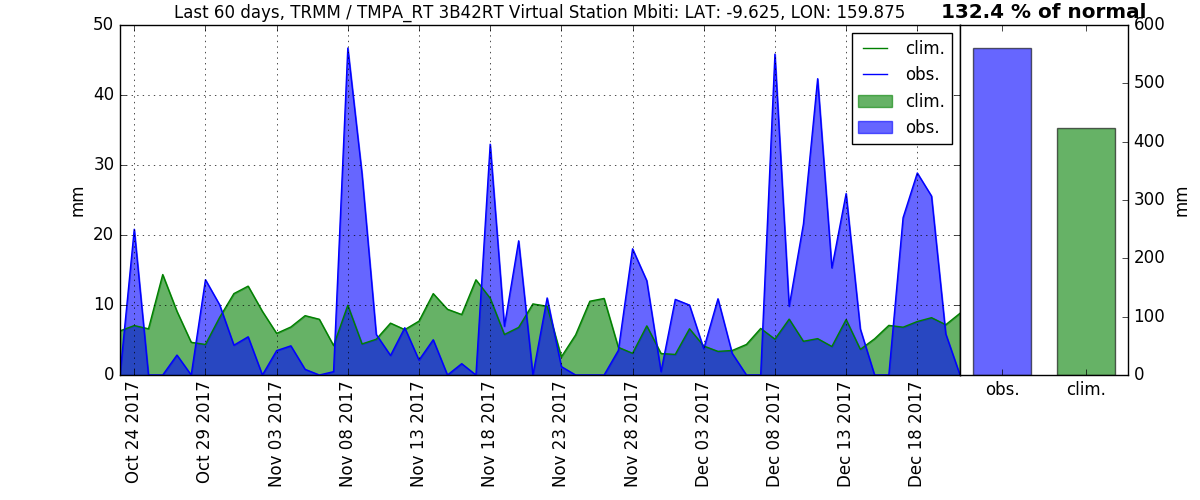 Last 60 days, TRMM / TMPA_RT 3B42RT Virtual Station Mbiti: LAT: -9.625, LON: 159.875
132.4 % of normal
50
40
30
20
10
0
mm
clim.
obs.
clim.
obs.
600
500
400
300
200
100
0
mm
obs.
clim.
Oct 24 2017
Oct 29 2017
Nov 03 2017
Nov 08 2017
Nov 13 2017
Nov 18 2017
Nov 23 2017
Nov 28 2017
Dec 03 2017
Dec 08 2017
Dec 13 2017
Dec 18 2017